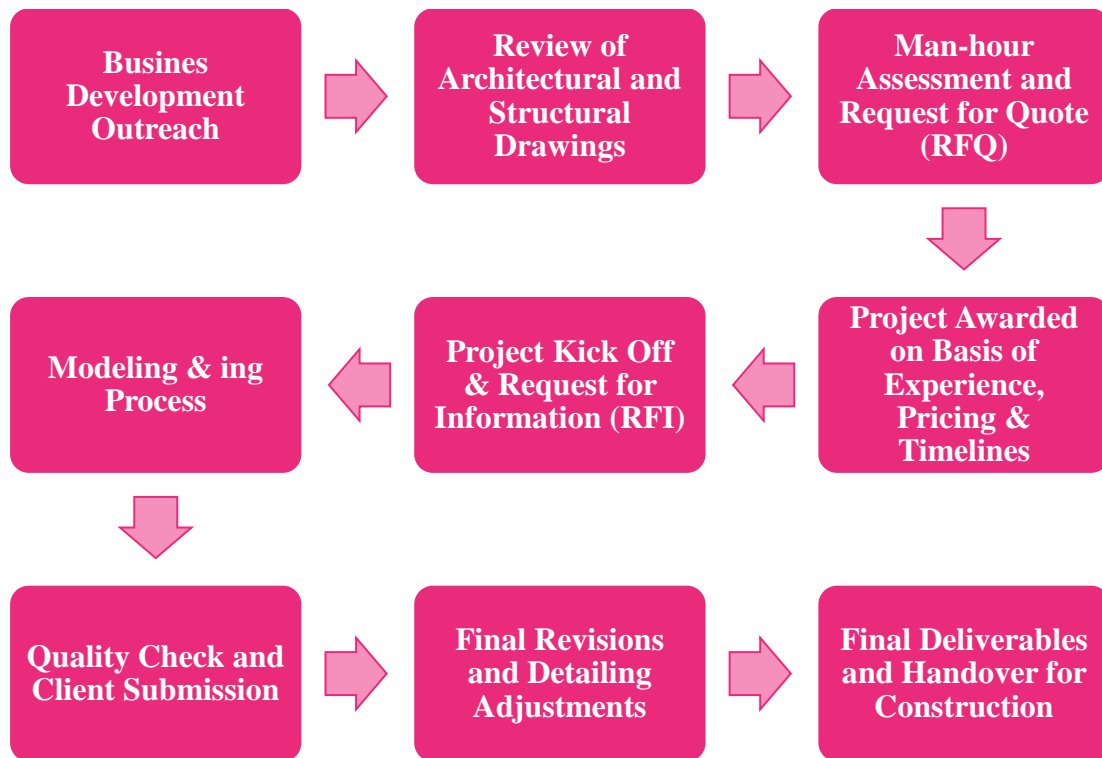 Busines
Development
Outreach
Review of
Architectural and
Structural
Drawings
Man-hour
Assessment and
Request for Quote
(RFQ)
Project Awarded
on Basis of
Experience,
Pricing &
Timelines
Project Kick Off
& Request for
Information (RFI)
Modeling & ing
Process
Quality Check and
Client Submission
Final Revisions
and Detailing
Adjustments
Final Deliverables
and Handover for
Construction